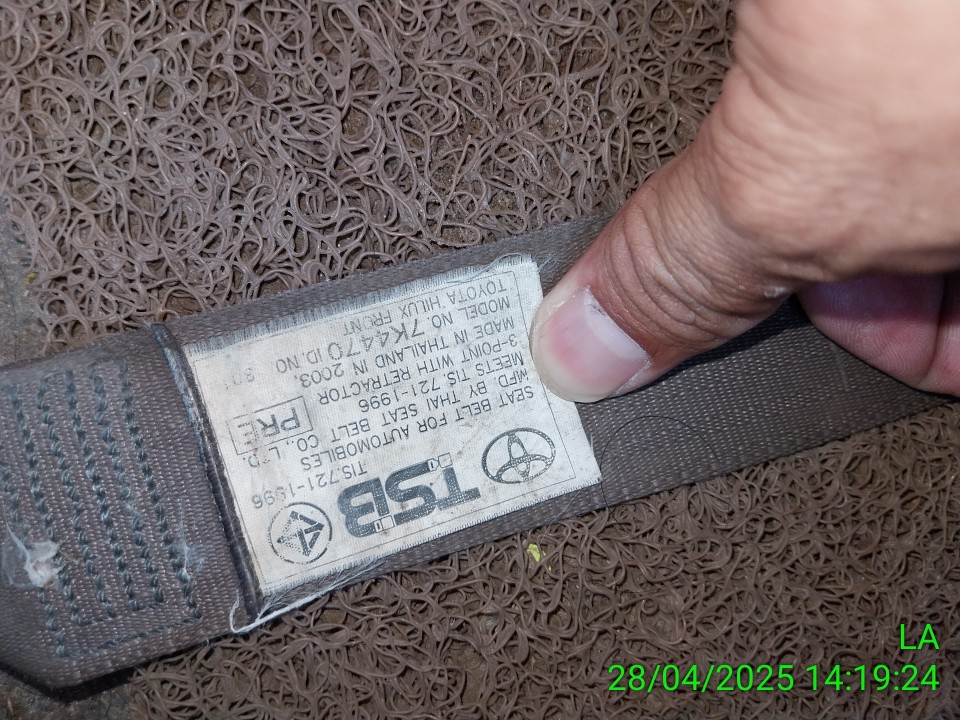 TSB
TIS.721-1996
SEAT BELT FOR AUTOMOBILES
MFD. BY THAI SEAT BELT CO. LTD.
MEETS TIS 721-1996
PRE
3-POINT WITH RETRACTOR
MADE IN THAILAND IN 2003.
MODEL NO 7K4470 ID.NO
TOYOTA HILUX FRONT
LA
28/04/2025 14:19:24